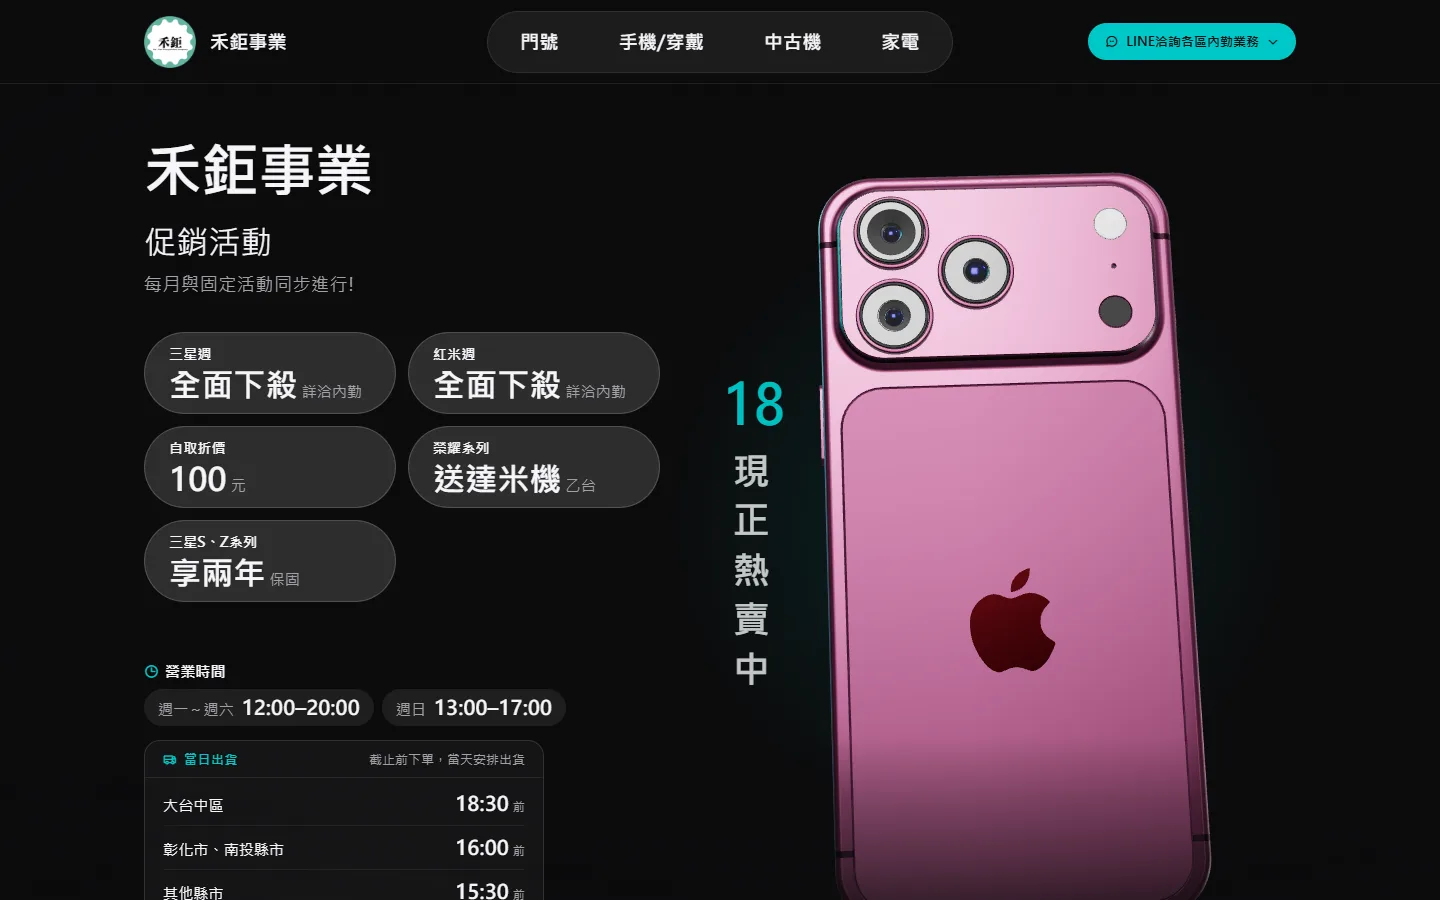 禾鉅
禾鉅事業
門號
手機/穿戴
中古機
家電
LINE洽詢各區內勤業務
禾鉅事業
促銷活動
每月與固定活動同步進行!
三星週
全面下殺 詳洽內勤
紅米週
全面下殺 詳洽內勤
自取折價
100 元
榮耀系列
送達米機 乙台
三星S、Z系列
享兩年 保固
18
現正熱賣中
營業時間
週一 ~ 週六 12:00–20:00
週日 13:00–17:00
當日出貨
截止前下單，當天安排出貨
大台中區
18:30 前
彰化市、南投縣市
16:00 前
其他縣市
15:30 前